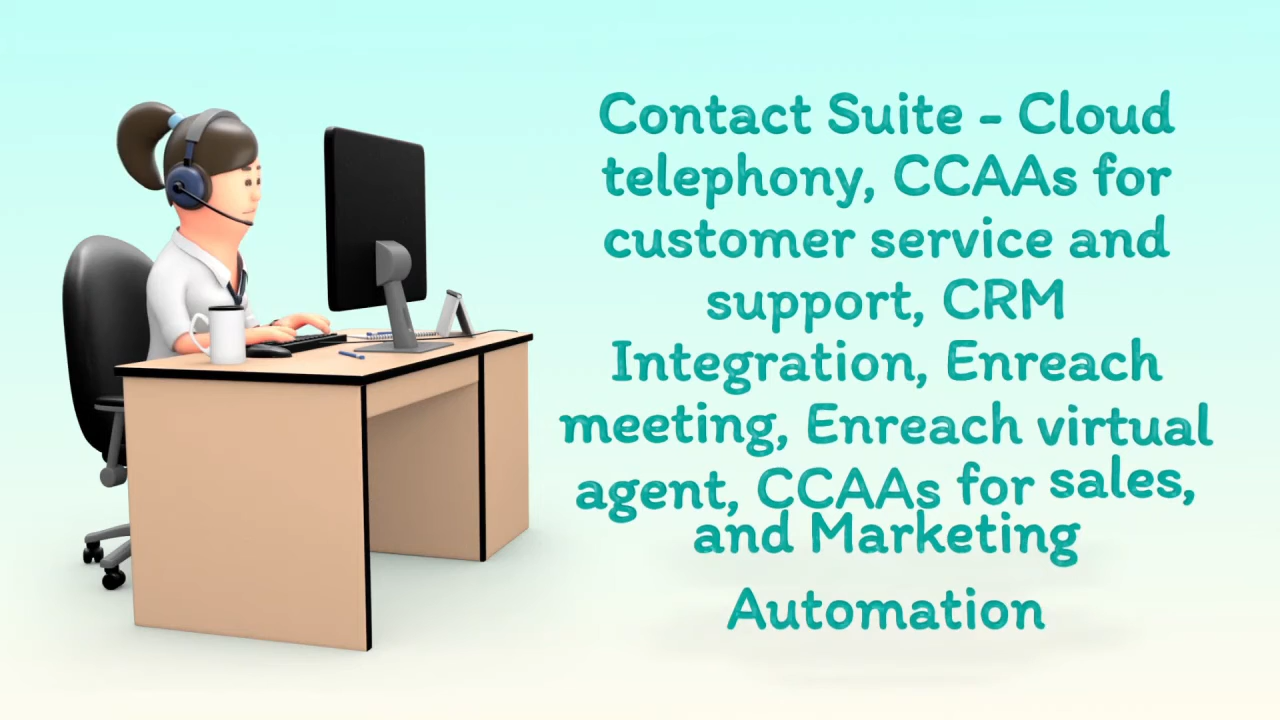 Contact Suite - Cloud
telephony, CCAAs for
customer service and
support, CRM
Integration, Enreach
meeting, Enreach virtual
agent, CCAAs for sales,
and Marketing
Automation